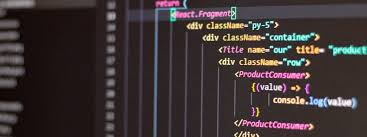 return (
<React.Fragment>
<div className="py-5">
<div className="container">
<Title name="our" title= "product
<div className="row">
<ProductConsumer>
{(value) => {
console.log(value)
}}
</ProductConsumer>
</div>